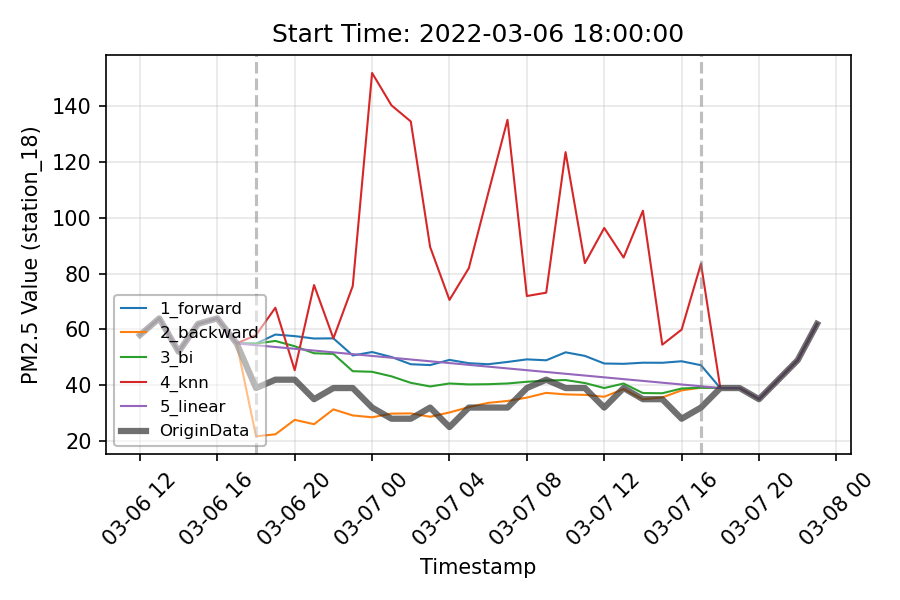 Start Time: 2022-03-06 18:00:00
PM2.5 Value (station_18)
140
120
100
80
60
40
20
1_forward
2_backward
3_bi
4_knn
5_linear
OriginData
03-06 12
03-06 16
03-06 20
03-07 00
03-07 04
03-07 08
03-07 12
03-07 16
03-07 20
03-08 00
Timestamp